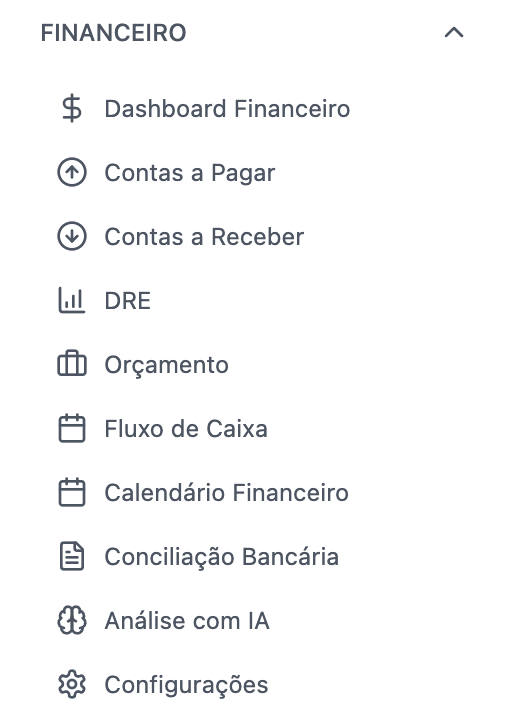 FINANCEIRO
Dashboard Financeiro
Contas a Pagar
Contas a Receber
DRE
Orçamento
Fluxo de Caixa
Calendário Financeiro
Conciliação Bancária
Análise com IA
Configurações